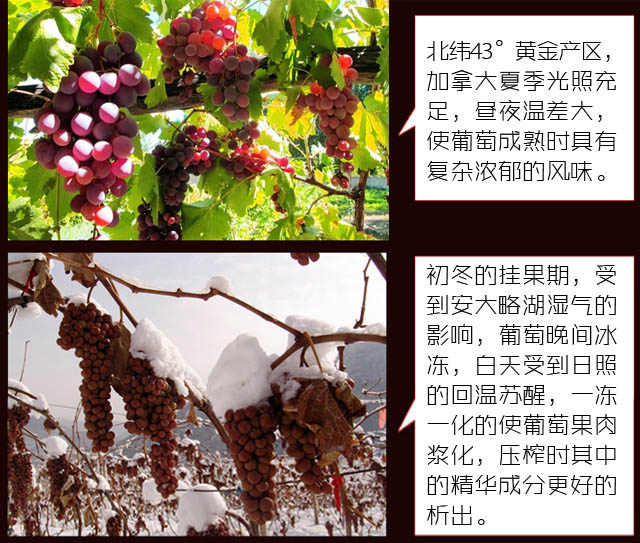 北纬43°黄金产区，
加拿大夏季光照充
足，昼夜温差大，
使葡萄成熟时具有
复杂浓郁的风味。
初冬的挂果期，受
到安大略湖湿气的
影响，葡萄晚间冰
冻，白天受到日照
的回温苏醒，一冻
一化的使葡萄果肉
浆化，压榨时其中
的精华成分更好的
析出。